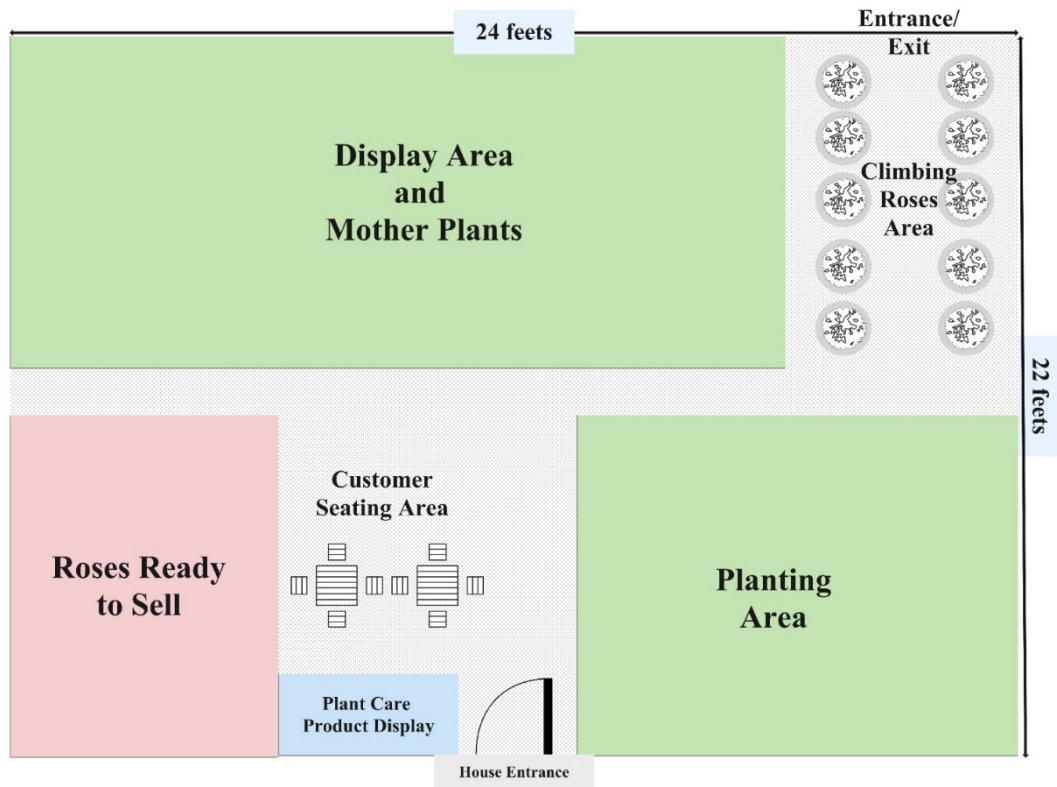 24 feets
Entrance/
Exit
Display Area
and
Mother Plants
Climbing
Roses
Area
22 feets
Customer
Seating Area
Roses Ready
to Sell
Planting
Area
Plant Care
Product Display
House Entrance